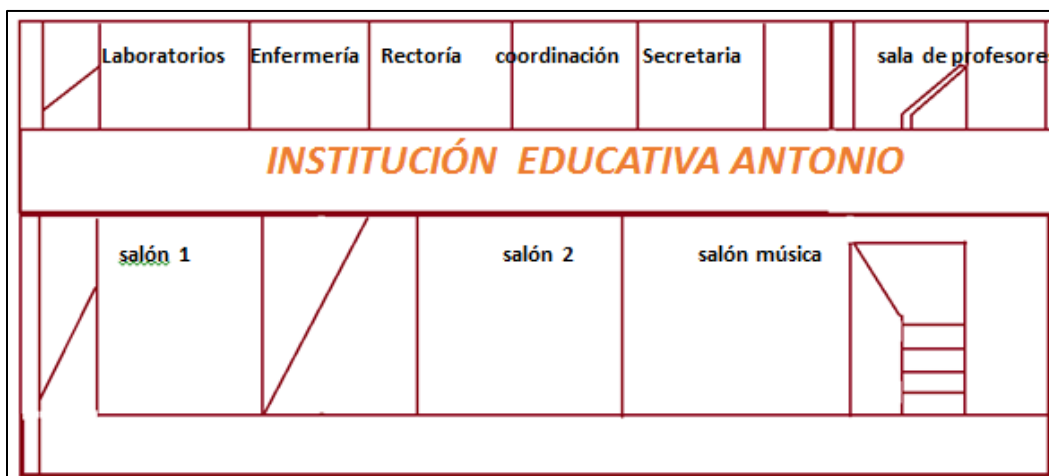 Laboratorios Enfermería Rectoría coordinación Secretaria sala de profesore
INSTITUCIÓN EDUCATIVA ANTONIO
salón 1 salón 2 salón música